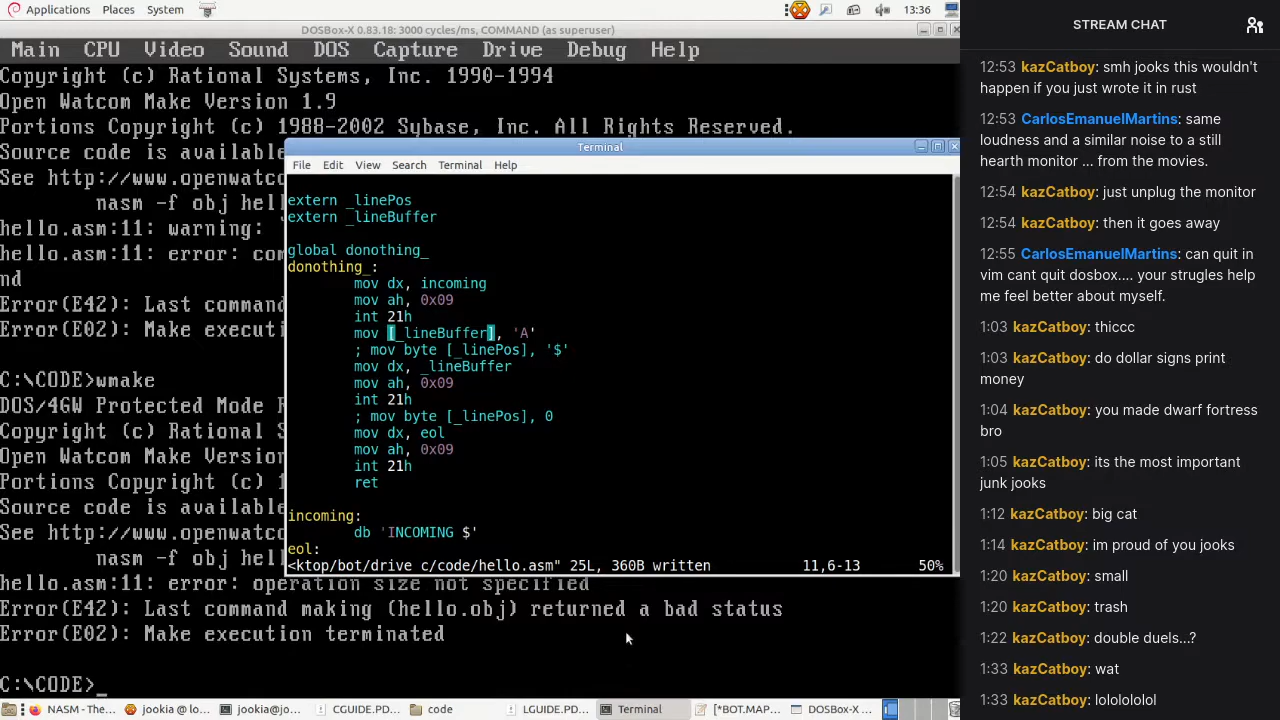 Applications Places System 13:36
DOSBox-X 0.83.18: 3000 cycles/ms, COMMAND (as superuser)
Main CPU Video Sound DOS Capture Drive Debug Help
Copyright (c) Rational Systems, Inc. 1990-1994
Open Watcom Make Version 1.9
Portions Copyright (c) 1988-2002 Sybase, Inc. All Rights Reserved.
Source code is available
See http://www.openwatco
nasm -f obj hell
hello.asm:11: warning:
hello.asm:11: error: com
nd
Error(E42): Last command
Error(E02): Make executi
C:\CODE>wmake
DOS/4GW Protected Mode R
Copyright (c) Rational S
Open Watcom Make Version
Portions Copyright (c) 1
Source code is available
See http://www.openwatco
nasm -f obj hell
hello.asm:11: error: operation size not specified
Error(E42): Last command making (hello.obj) returned a bad status
Error(E02): Make execution terminated
C:\CODE>_
Terminal
File Edit View Search Terminal Help
extern _linePos
extern _lineBuffer
global donothing_
donothing_:
mov dx, incoming
mov ah, 0x09
int 21h
mov [_lineBuffer], 'A'
; mov byte [_linePos], '$'
mov dx, _lineBuffer
mov ah, 0x09
int 21h
; mov byte [_linePos], 0
mov dx, eol
mov ah, 0x09
int 21h
ret
incoming:
db 'INCOMING $'
eol:
<ktop/bot/drive c/code/hello.asm" 25L, 360B written 11,6-13 50%
NASM - The... jookia @ lo... jookia@jo... CGUIDE.PD... code LGUIDE.PD... Terminal [*BOT.MAP... DOSBox-X ...
STREAM CHAT
12:53 kazCatboy: smh jooks this wouldn't
happen if you just wrote it in rust
12:53 CarlosEmanuelMartins: same
loudness and a similar noise to a still
hearth monitor ... from the movies.
12:54 kazCatboy: just unplug the monitor
12:54 kazCatboy: then it goes away
12:55 CarlosEmanuelMartins: can quit in
vim cant quit dosbox.... your strugles help
me feel better about myself.
1:03 kazCatboy: thiccc
1:03 kazCatboy: do dollar signs print
money
1:04 kazCatboy: you made dwarf fortress
bro
1:05 kazCatboy: its the most important
junk jooks
1:12 kazCatboy: big cat
1:14 kazCatboy: im proud of you jooks
1:20 kazCatboy: small
1:20 kazCatboy: trash
1:22 kazCatboy: double duels...?
1:33 kazCatboy: wat
1:33 kazCatboy: lolololol